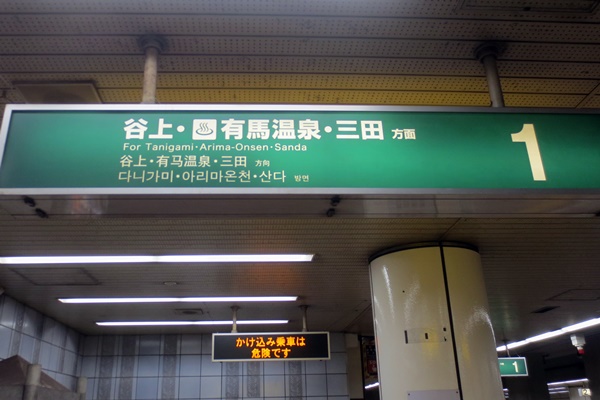 谷上・♨有馬温泉・三田 方面
1
For Tanigami・Arima-Onsen・Sanda
谷上・有马温泉・三田 方向
다니가미・아리마온천・산다 방면
かけ込み乗車は
危険です
1